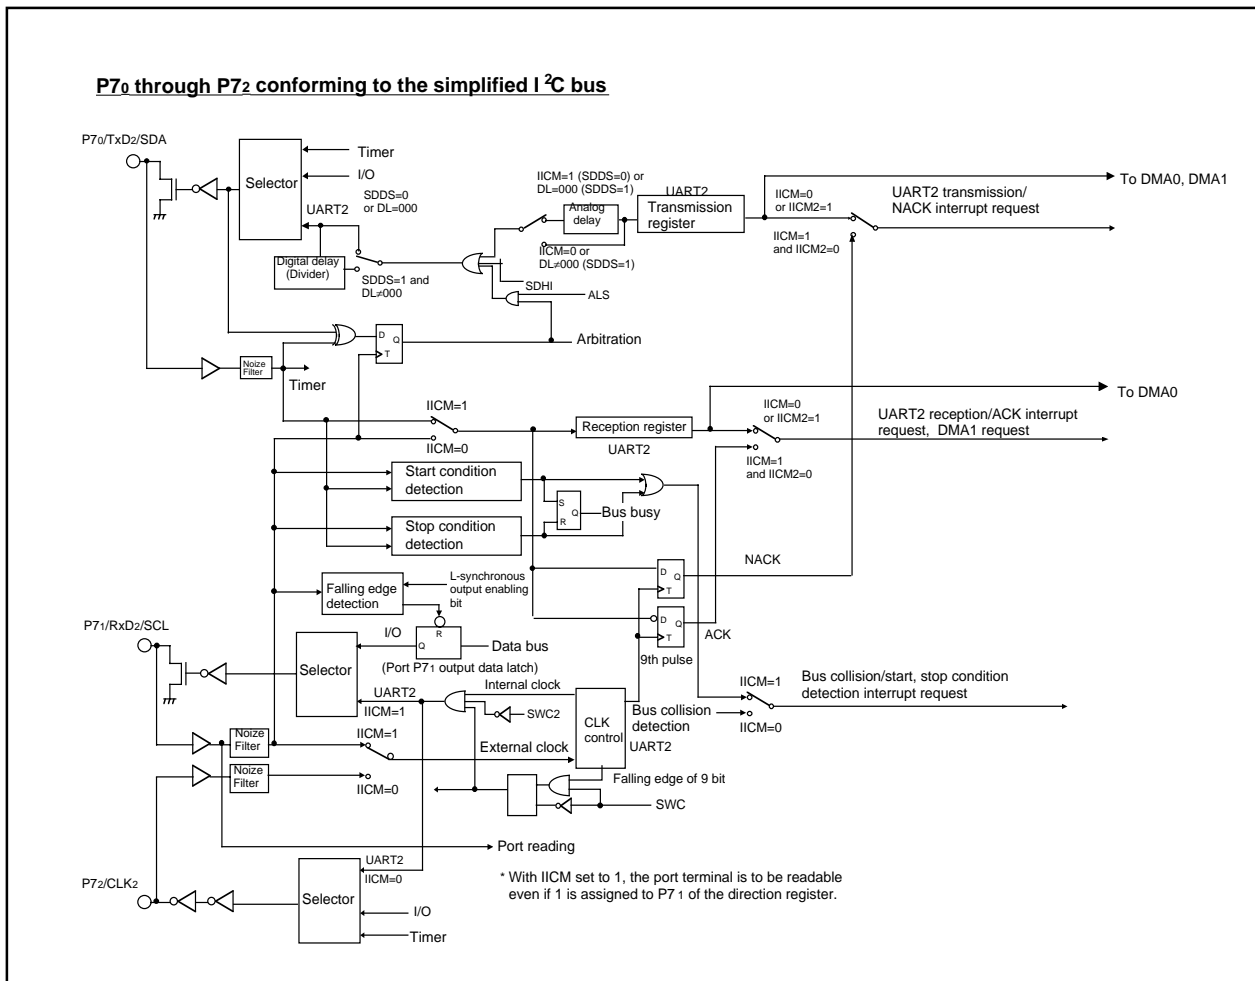 P70 through P72 conforming to the simplified I 2C bus
P70/TxD2/SDA
Selector
Timer
I/O
SDDS=0
or DL=000
UART2
Digital delay
(Divider)
SDDS=1 and
DL≠000
IICM=1 (SDDS=0) or
DL=000 (SDDS=1)
Analog
delay
IICM=0 or
DL≠000 (SDDS=1)
SDHI
ALS
UART2
Transmission
register
To DMA0, DMA1
IICM=0
or IICM2=1
UART2 transmission/
NACK interrupt request
IICM=1
and IICM2=0
D
Q
T
Arbitration
Noize
Filter
Timer
To DMA0
IICM=1
IICM=0
Reception register
UART2
IICM=0
or IICM2=1
UART2 reception/ACK interrupt
request, DMA1 request
IICM=1
and IICM2=0
Start condition
detection
S
Q
R
Bus busy
Stop condition
detection
NACK
D
Q
T
L-synchronous
output enabling
bit
Falling edge
detection
D
Q
T
ACK
9th pulse
P71/RxD2/SCL
I/O
R
Q
Data bus
(Port P71 output data latch)
Selector
UART2
IICM=1
Internal clock
SWC2
CLK
control
UART2
Bus collision
detection
IICM=1
IICM=0
Bus collision/start, stop condition
detection interrupt request
Noize
Filter
IICM=1
External clock
Noize
Filter
IICM=0
Falling edge of 9 bit
SWC
Port reading
P72/CLK2
UART2
IICM=0
Selector
I/O
Timer
* With IICM set to 1, the port terminal is to be readable
even if 1 is assigned to P71 of the direction register.